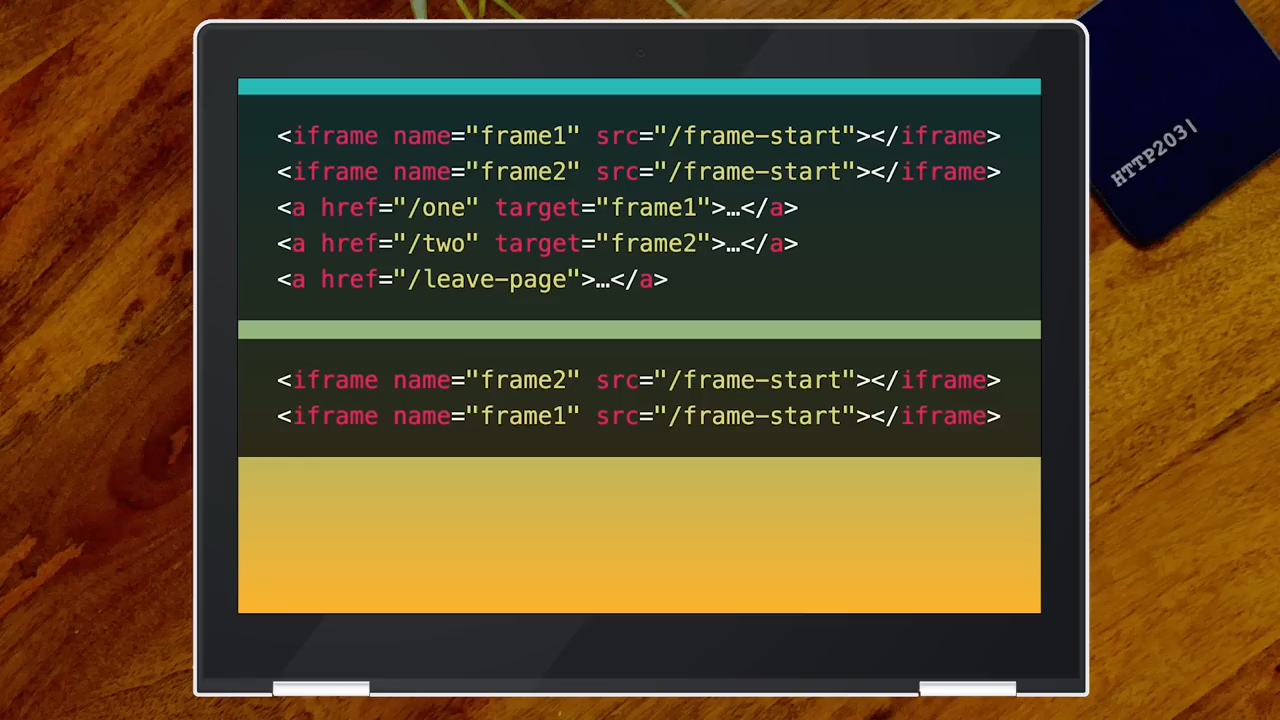 <iframe name="frame1" src="/frame-start"></iframe>
<iframe name="frame2" src="/frame-start"></iframe>
<a href="/one" target="frame1">…</a>
<a href="/two" target="frame2">…</a>
<a href="/leave-page">…</a>
<iframe name="frame2" src="/frame-start"></iframe>
<iframe name="frame1" src="/frame-start"></iframe>
HTTP203|